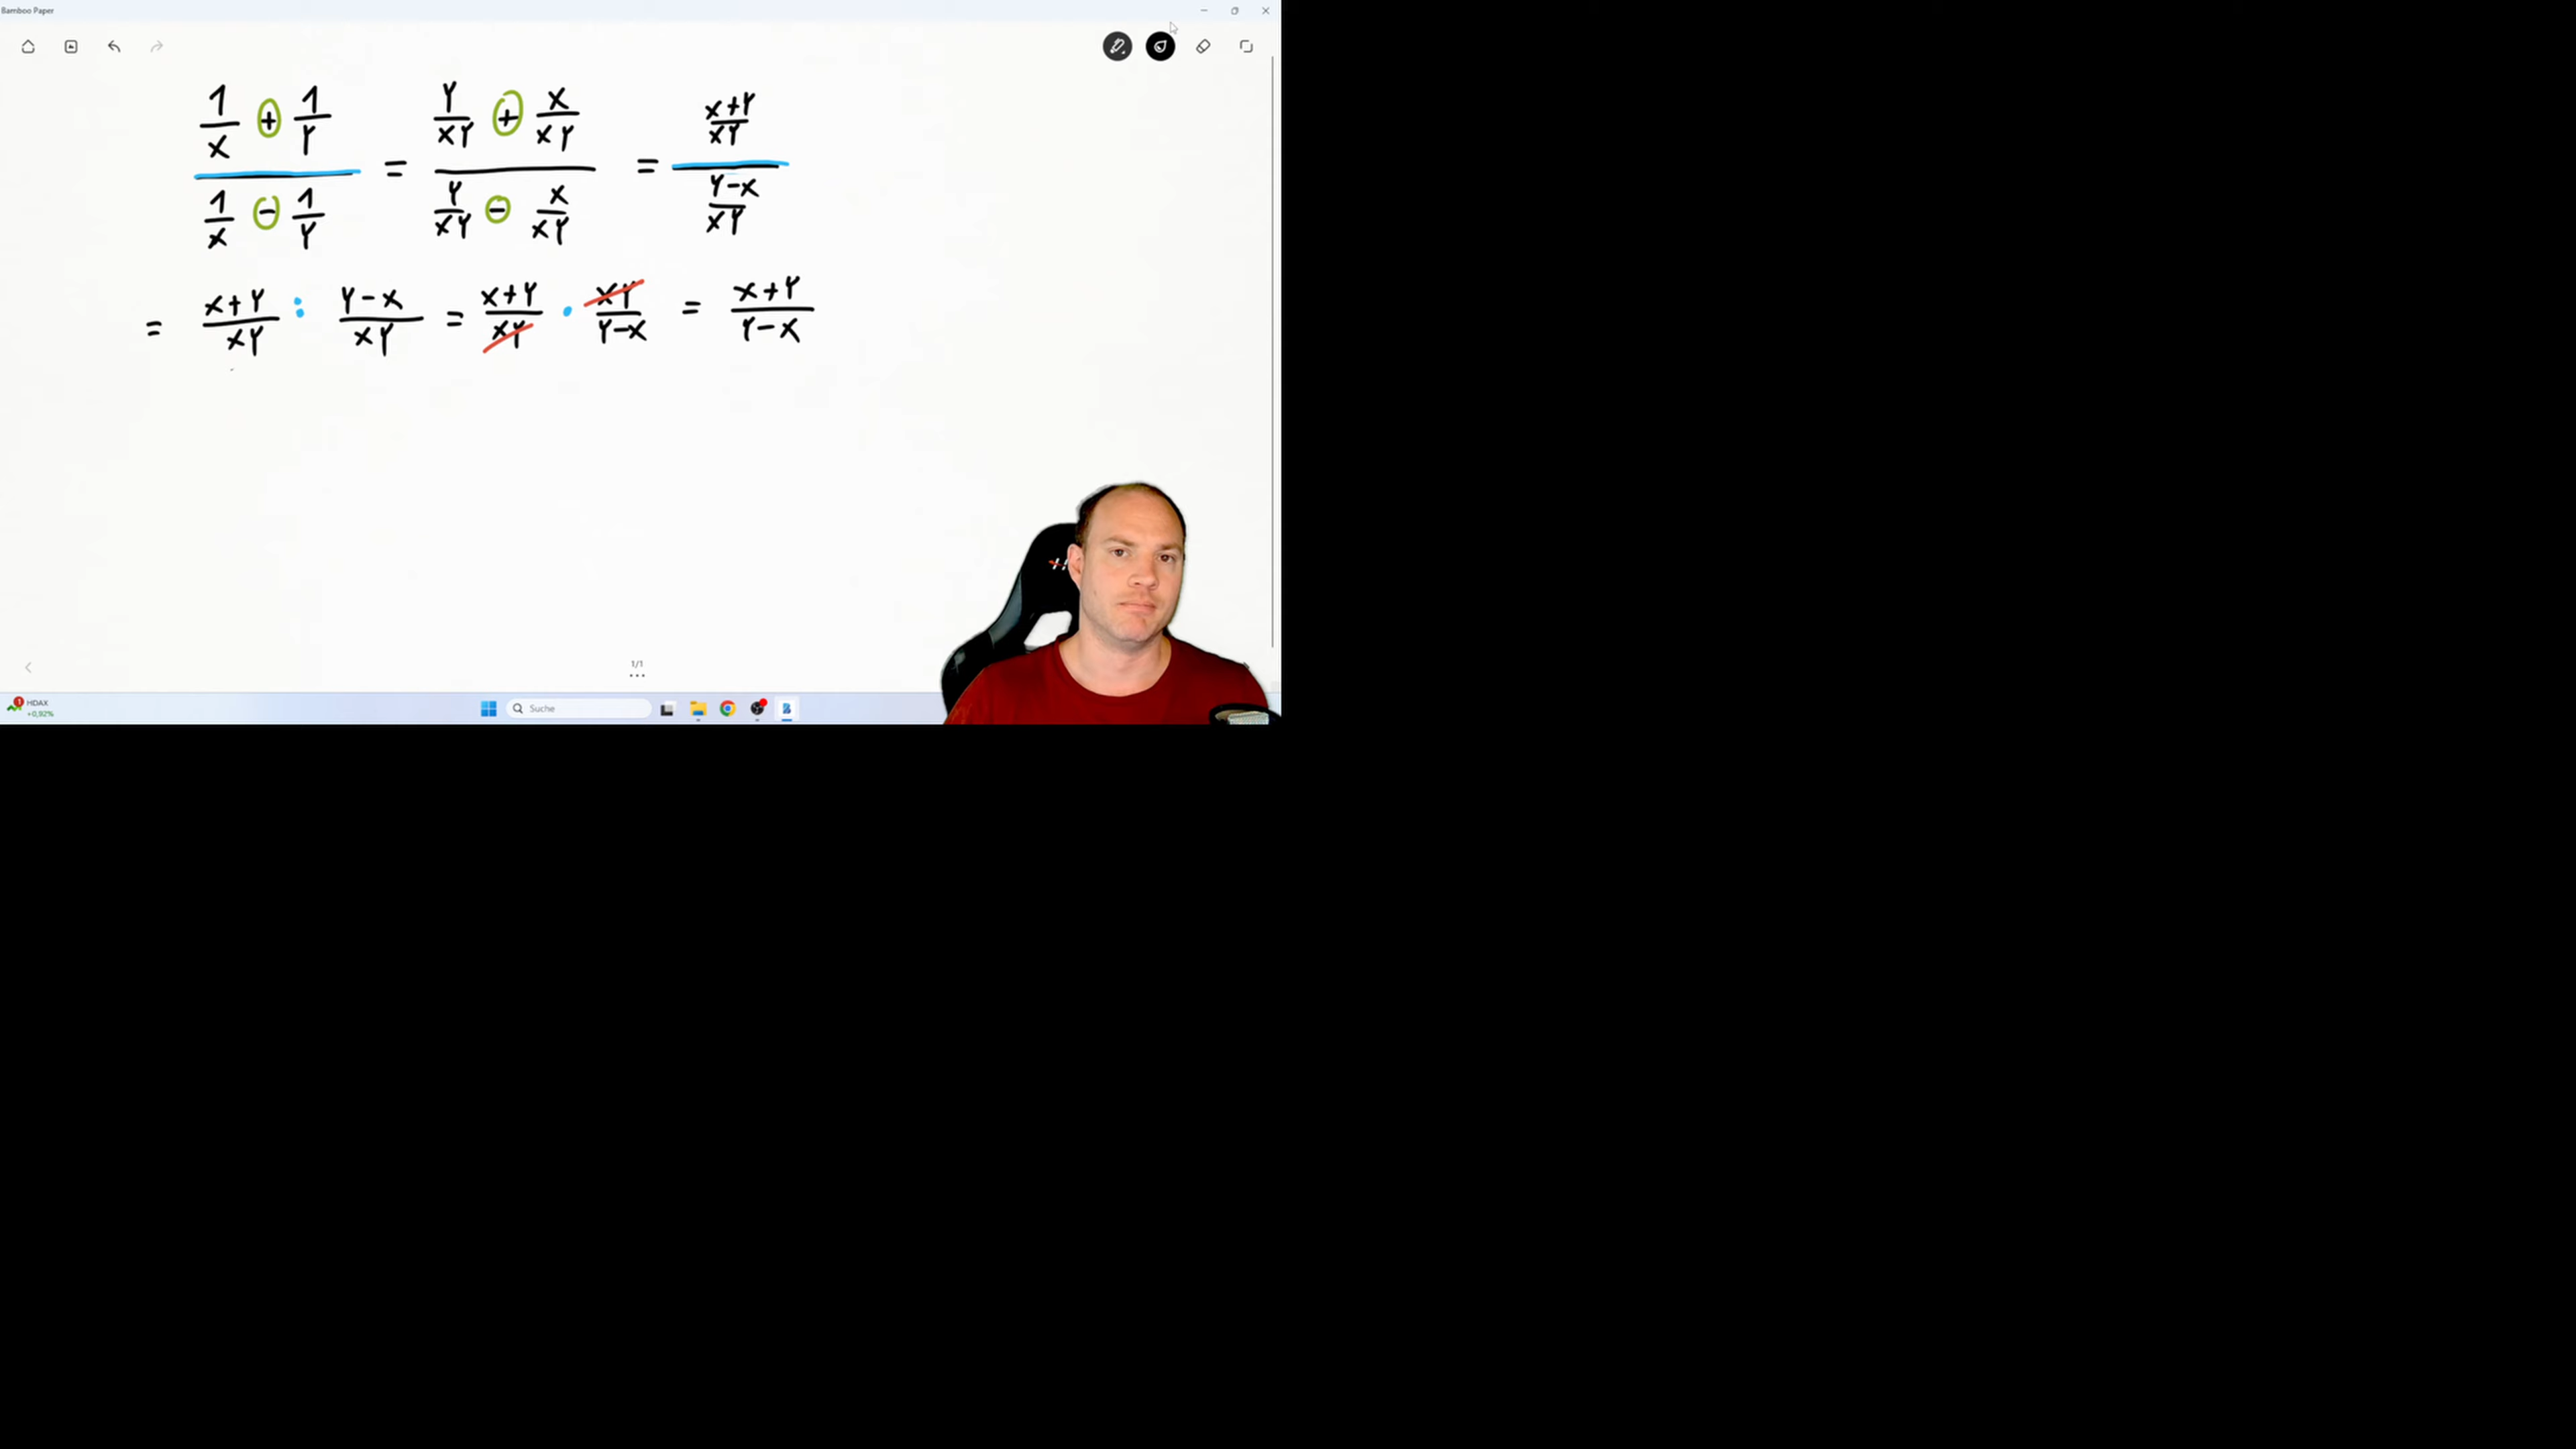 Bamboo Paper
1/x + 1/y / 1/x - 1/y = y/xy + x/xy / y/xy - x/xy = x+y/xy / y-x/xy
= x+y/xy : y-x/xy = x+y/xy · xy/y-x = x+y/y-x
1/1
1
HDAX
+0,92%
Suche